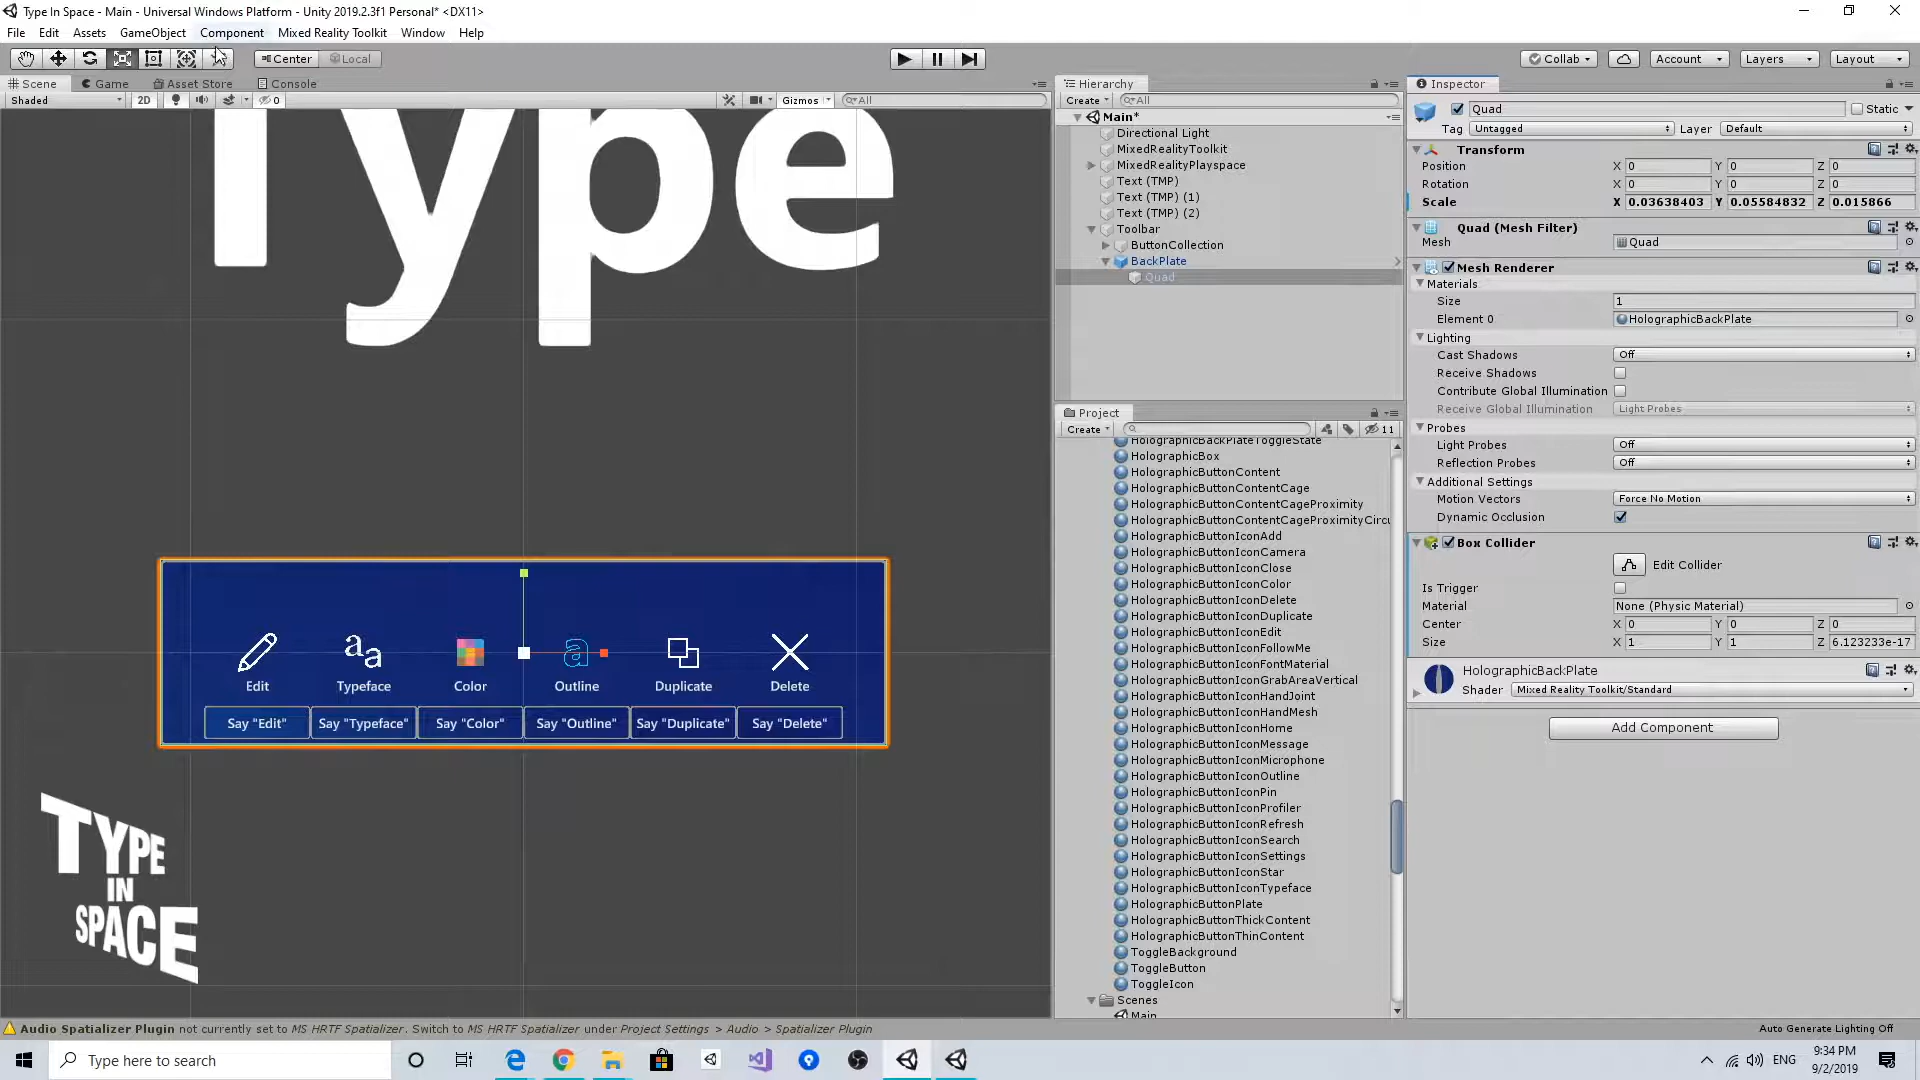 Type In Space - Main - Universal Windows Platform - Unity 2019.2.3f1 Personal* <DX11>
File Edit Assets GameObject Component Mixed Reality Toolkit Window Help
Center Local
Collab Account Layers Layout
Scene Game Asset Store Console
Shaded 2D 0 Gizmos All
Type
Edit Typeface Color Outline Duplicate Delete
Say "Edit" Say "Typeface" Say "Color" Say "Outline" Say "Duplicate" Say "Delete"
TYPE
IN
SPACE
Hierarchy
Create All
Main*
Directional Light
MixedRealityToolkit
MixedRealityPlayspace
Text (TMP)
Text (TMP) (1)
Text (TMP) (2)
Toolbar
ButtonCollection
BackPlate
Quad
Project
Create 11
HolographicBackPlateToggleState
HolographicBox
HolographicButtonContent
HolographicButtonContentCage
HolographicButtonContentCageProximity
HolographicButtonContentCageProximityCircu
HolographicButtonIconAdd
HolographicButtonIconCamera
HolographicButtonIconClose
HolographicButtonIconColor
HolographicButtonIconDelete
HolographicButtonIconDuplicate
HolographicButtonIconEdit
HolographicButtonIconFollowMe
HolographicButtonIconFontMaterial
HolographicButtonIconGrabAreaVertical
HolographicButtonIconHandJoint
HolographicButtonIconHandMesh
HolographicButtonIconHome
HolographicButtonIconMessage
HolographicButtonIconMicrophone
HolographicButtonIconOutline
HolographicButtonIconPin
HolographicButtonIconProfiler
HolographicButtonIconRefresh
HolographicButtonIconSearch
HolographicButtonIconSettings
HolographicButtonIconStar
HolographicButtonIconTypeface
HolographicButtonPlate
HolographicButtonThickContent
HolographicButtonThinContent
ToggleBackground
ToggleButton
ToggleIcon
Scenes
Main
Inspector
Quad Static
Tag Untagged Layer Default
Transform
Position X 0 Y 0 Z 0
Rotation X 0 Y 0 Z 0
Scale X 0.03638403 Y 0.05584832 Z 0.015866
Quad (Mesh Filter)
Mesh Quad
Mesh Renderer
Materials
Size 1
Element 0 HolographicBackPlate
Lighting
Cast Shadows Off
Receive Shadows
Contribute Global Illumination
Receive Global Illumination Light Probes
Probes
Light Probes Off
Reflection Probes Off
Additional Settings
Motion Vectors Force No Motion
Dynamic Occlusion
Box Collider
Edit Collider
Is Trigger
Material None (Physic Material)
Center X 0 Y 0 Z 0
Size X 1 Y 1 Z 6.123233e-17
HolographicBackPlate
Shader Mixed Reality Toolkit/Standard
Add Component
Audio Spatializer Plugin not currently set to MS HRTF Spatializer. Switch to MS HRTF Spatializer under Project Settings > Audio > Spatializer Plugin
Auto Generate Lighting Off
Type here to search
ENG
9:34 PM
9/2/2019